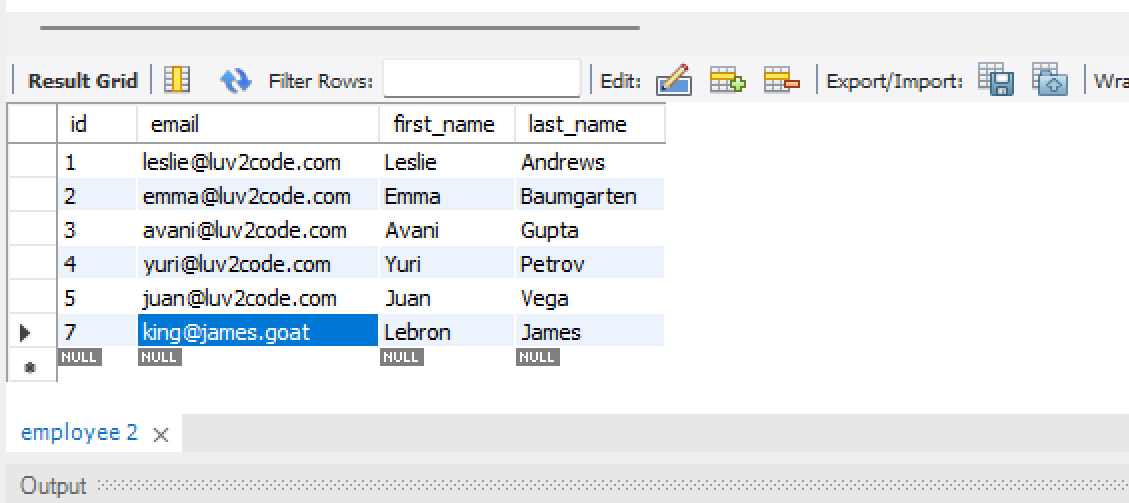 Result Grid Filter Rows: Edit: Export/Import: Wra
id email first_name last_name
1 leslie@luv2code.com Leslie Andrews
2 emma@luv2code.com Emma Baumgarten
3 avani@luv2code.com Avani Gupta
4 yuri@luv2code.com Yuri Petrov
5 juan@luv2code.com Juan Vega
7 king@james.goat Lebron James
NULL NULL NULL NULL
employee 2
Output